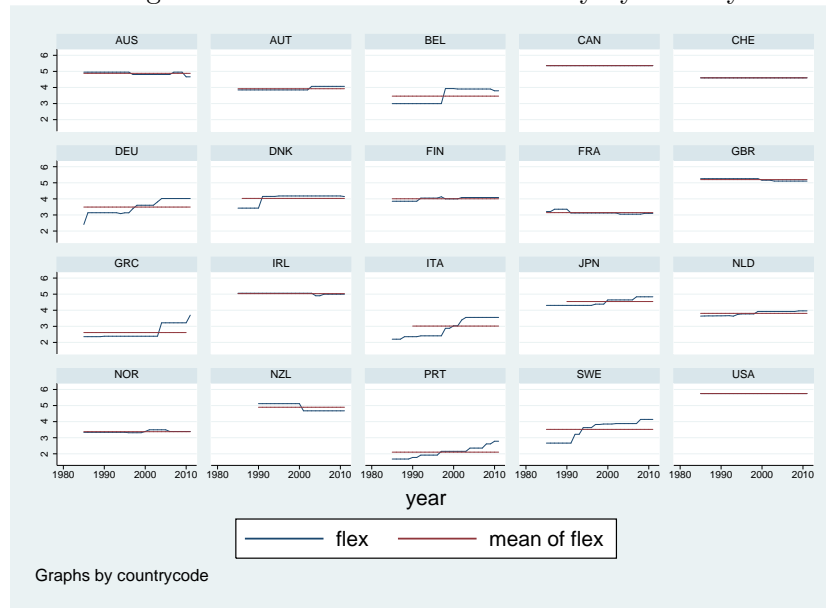 AUS AUT BEL CAN CHE
6
5
4
3
2
DEU DNK FIN FRA GBR
6
5
4
3
2
GRC IRL ITA JPN NLD
6
5
4
3
2
NOR NZL PRT SWE USA
6
5
4
3
2
1980 1990 2000 2010 1980 1990 2000 2010 1980 1990 2000 2010 1980 1990 2000 2010 1980 1990 2000 2010
year
flex mean of flex
Graphs by countrycode